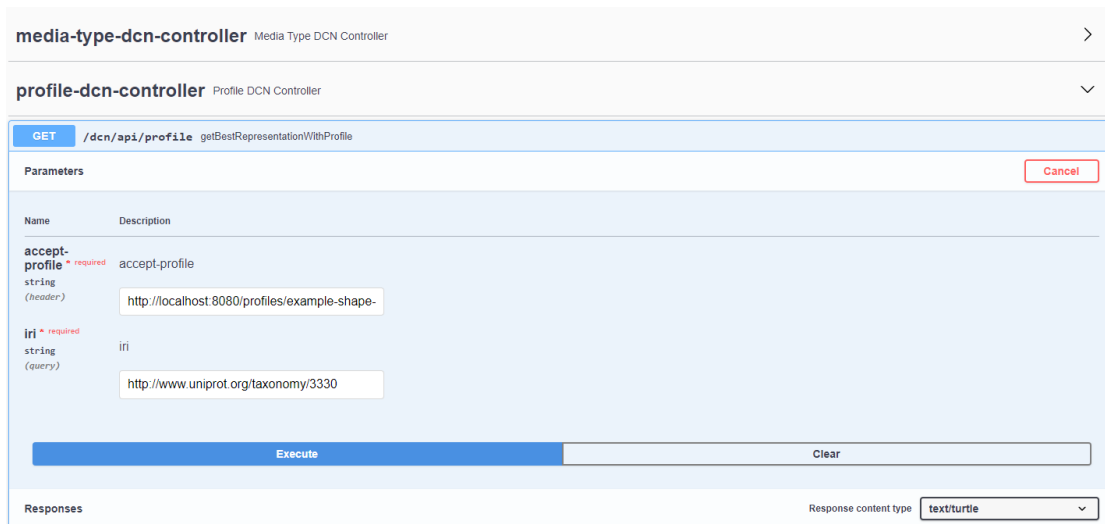 media-type-dcn-controller Media Type DCN Controller
profile-dcn-controller Profile DCN Controller
GET /dcn/api/profile getBestRepresentationWithProfile
Parameters Cancel
Name Description
accept-
profile * required
string
(header)
accept-profile
http://localhost:8080/profiles/example-shape-
iri * required
string
(query)
iri
http://www.uniprot.org/taxonomy/3330
Execute Clear
Responses Response content type text/turtle